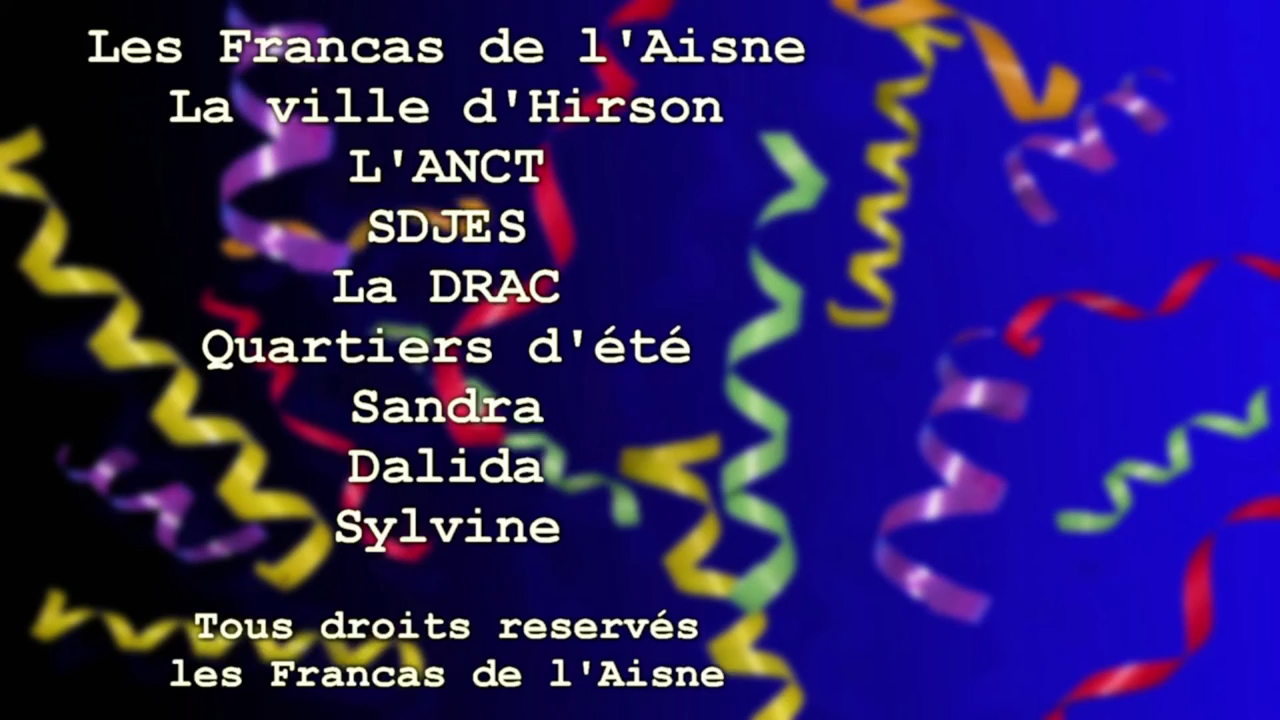 Les Francas de l'Aisne
La ville d'Hirson
L'ANCT
SDJES
La DRAC
Quartiers d'été
Sandra
Dalida
Sylvine
Tous droits reservés
les Francas de l'Aisne